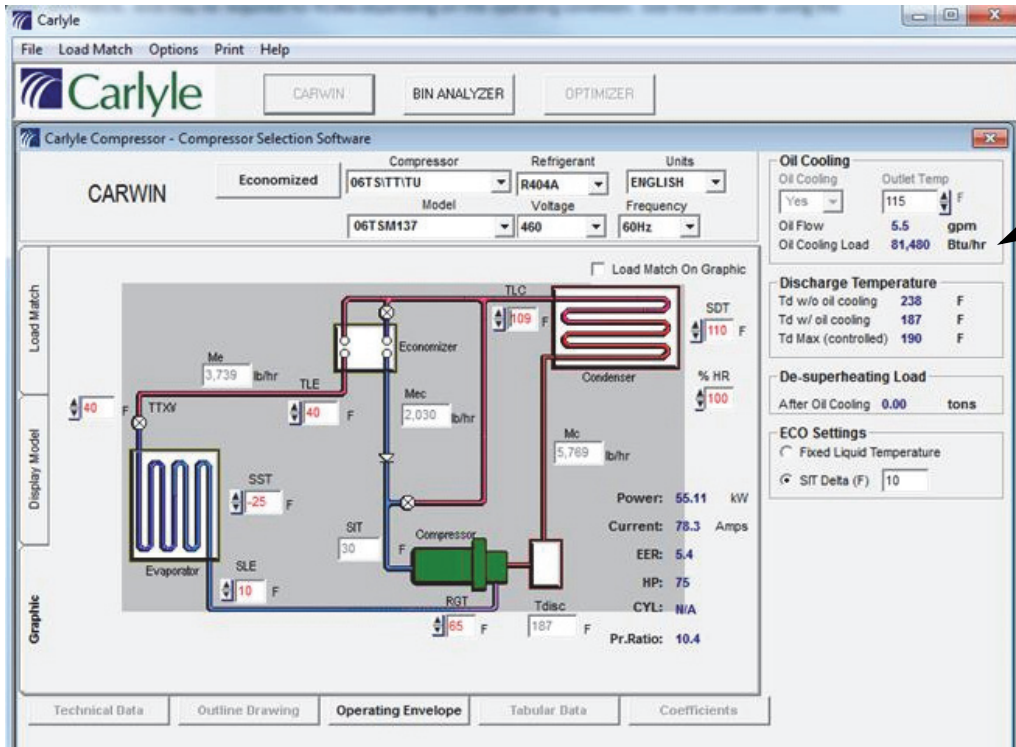 Carlyle
File Load Match Options Print Help
Carlyle
CARWIN
BIN ANALYZER
OPTIMIZER
Carlyle Compressor - Compressor Selection Software
CARWIN
Economized
Compressor
06TS\TT\TU
Refrigerant
R404A
Units
ENGLISH
Model
06TSM137
Voltage
460
Frequency
60Hz
Load Match
Display Model
Graphic
Load Match On Graphic
TLC
109 F
SDT
110 F
Economizer
Condenser
Me
3,739 lb/hr
TLE
40 F
Mec
2,030 lb/hr
% HR
100
40 F TTXV
Mc
5,769 lb/hr
SST
-25 F
SIT
30 F
Compressor
Evaporator
SLE
10 F
RGT
65 F
Tdisc
187 F
Power: 55.11 kW
Current: 78.3 Amps
EER: 5.4
HP: 75
CYL: N/A
Pr.Ratio: 10.4
Oil Cooling
Oil Cooling Outlet Temp
Yes 115 F
Oil Flow 5.5 gpm
Oil Cooling Load 81,480 Btu/hr
Discharge Temperature
Td w/o oil cooling 238 F
Td w/ oil cooling 187 F
Td Max (controlled) 190 F
De-superheating Load
After Oil Cooling 0.00 tons
ECO Settings
Fixed Liquid Temperature
SIT Delta (F) 10
Technical Data
Outline Drawing
Operating Envelope
Tabular Data
Coefficients